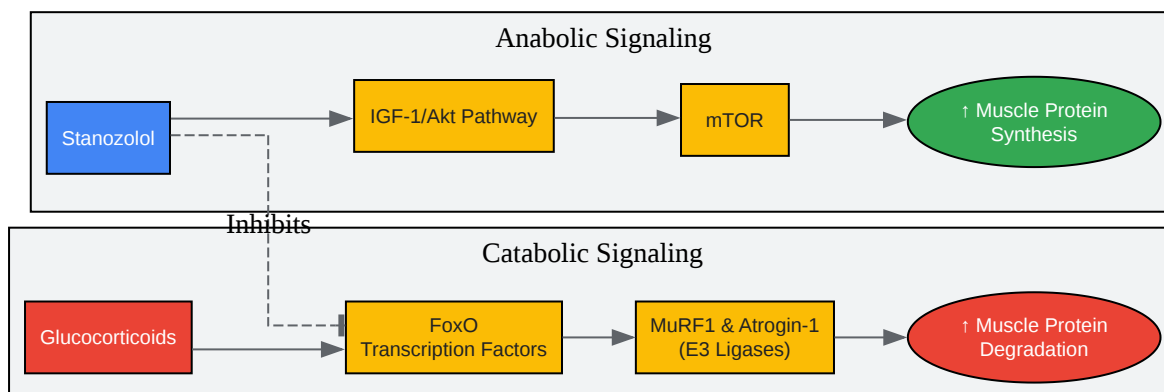 Anabolic Signaling
Stanozolol
IGF-1/Akt Pathway
mTOR
↑ Muscle Protein
Synthesis
Inhibits
Catabolic Signaling
Glucocorticoids
FoxO
Transcription Factors
MuRF1 & Atrogin-1
(E3 Ligases)
↑ Muscle Protein
Degradation